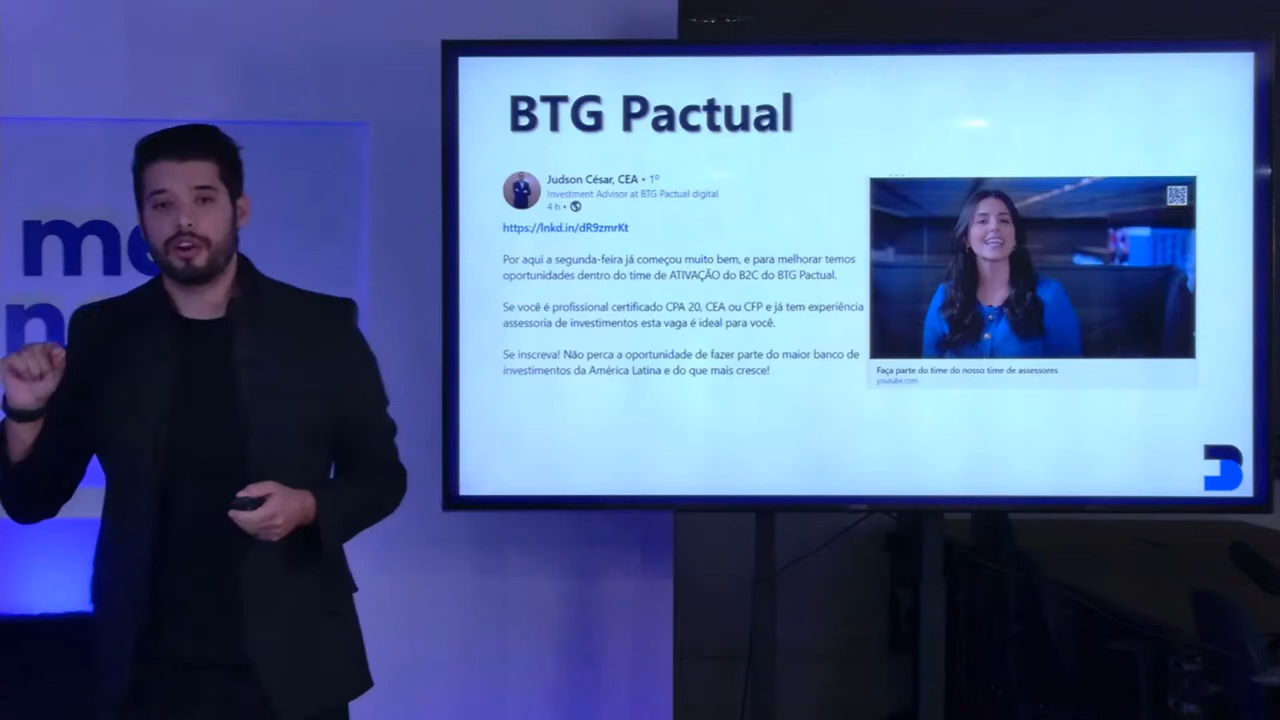 BTG Pactual
Judson César, CEA • 1º
Investment Advisor at BTG Pactual digital
4 h •
https://lnkd.in/dR9zmrKt
Por aqui a segunda-feira já começou muito bem, e para melhorar temos
oportunidades dentro do time de ATIVAÇÃO do B2C do BTG Pactual.
Se você é profissional certificado CPA 20, CEA ou CFP e já tem experiência
assessoria de investimentos esta vaga é ideal para você.
Se inscreva! Não perca a oportunidade de fazer parte do maior banco de
investimentos da América Latina e do que mais cresce!
Faça parte do time do nosso time de assessores
youtube.com